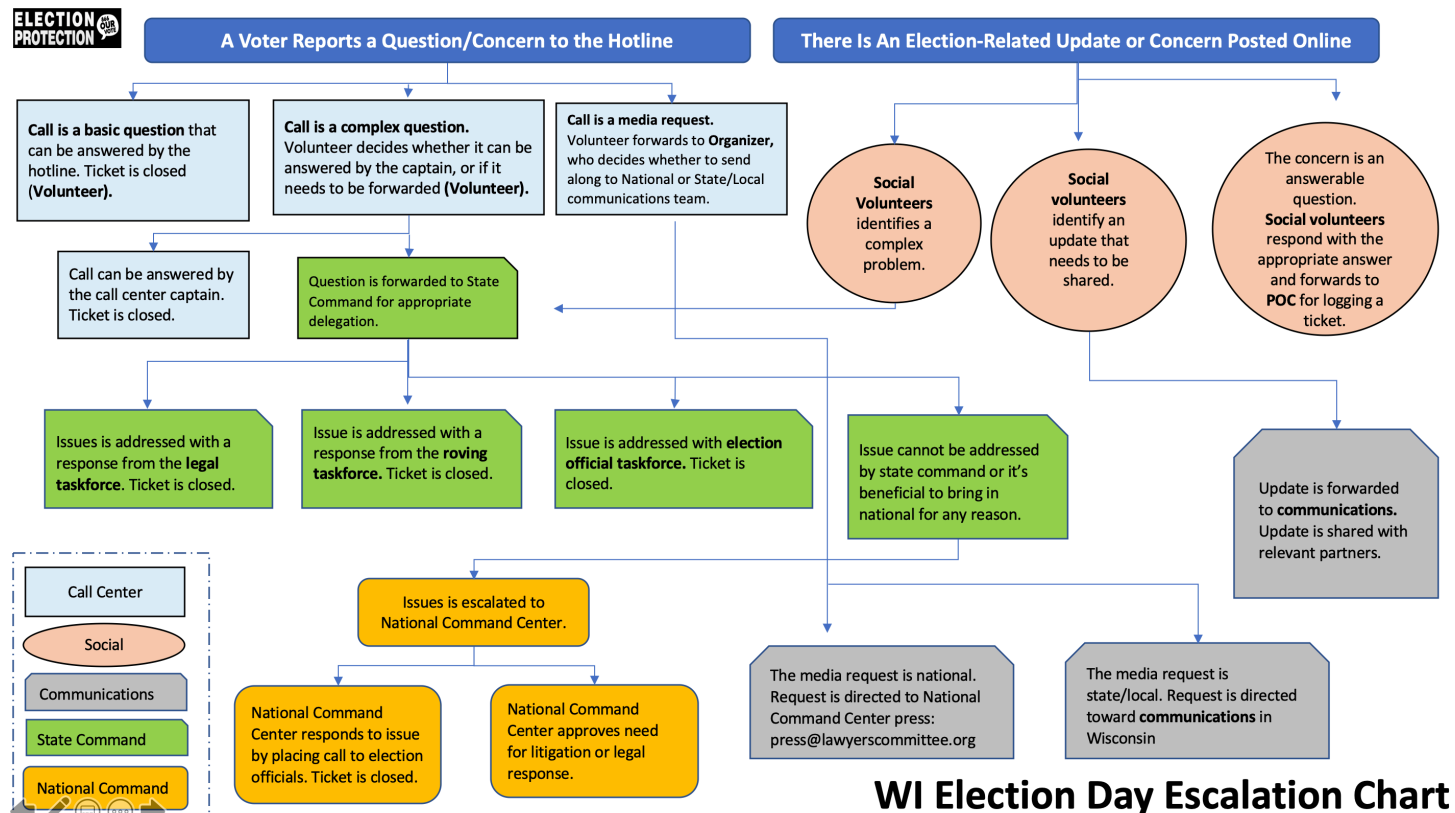 ELECTION
PROTECTION
866
OUR
VOTE
A Voter Reports a Question/Concern to the Hotline
There Is An Election-Related Update or Concern Posted Online
Call is a basic question that
can be answered by the
hotline. Ticket is closed
(Volunteer).
Call is a complex question.
Volunteer decides whether it can be
answered by the captain, or if it
needs to be forwarded (Volunteer).
Call is a media request.
Volunteer forwards to Organizer,
who decides whether to send
along to National or State/Local
communications team.
Social
Volunteers
identifies a
complex
problem.
Social
volunteers
identify an
update that
needs to be
shared.
The concern is an
answerable
question.
Social volunteers
respond with the
appropriate answer
and forwards to
POC for logging a
ticket.
Call can be answered by
the call center captain.
Ticket is closed.
Question is forwarded to State
Command for appropriate
delegation.
Issues is addressed with a
response from the legal
taskforce. Ticket is closed.
Issue is addressed with a
response from the roving
taskforce. Ticket is closed.
Issue is addressed with election
official taskforce. Ticket is
closed.
Issue cannot be addressed
by state command or it’s
beneficial to bring in
national for any reason.
Update is forwarded
to communications.
Update is shared with
relevant partners.
Issues is escalated to
National Command Center.
National Command
Center responds to issue
by placing call to election
officials. Ticket is closed.
National Command
Center approves need
for litigation or legal
response.
The media request is national.
Request is directed to National
Command Center press:
press@lawyerscommittee.org
The media request is
state/local. Request is directed
toward communications in
Wisconsin
Call Center
Social
Communications
State Command
National Command
WI Election Day Escalation Chart